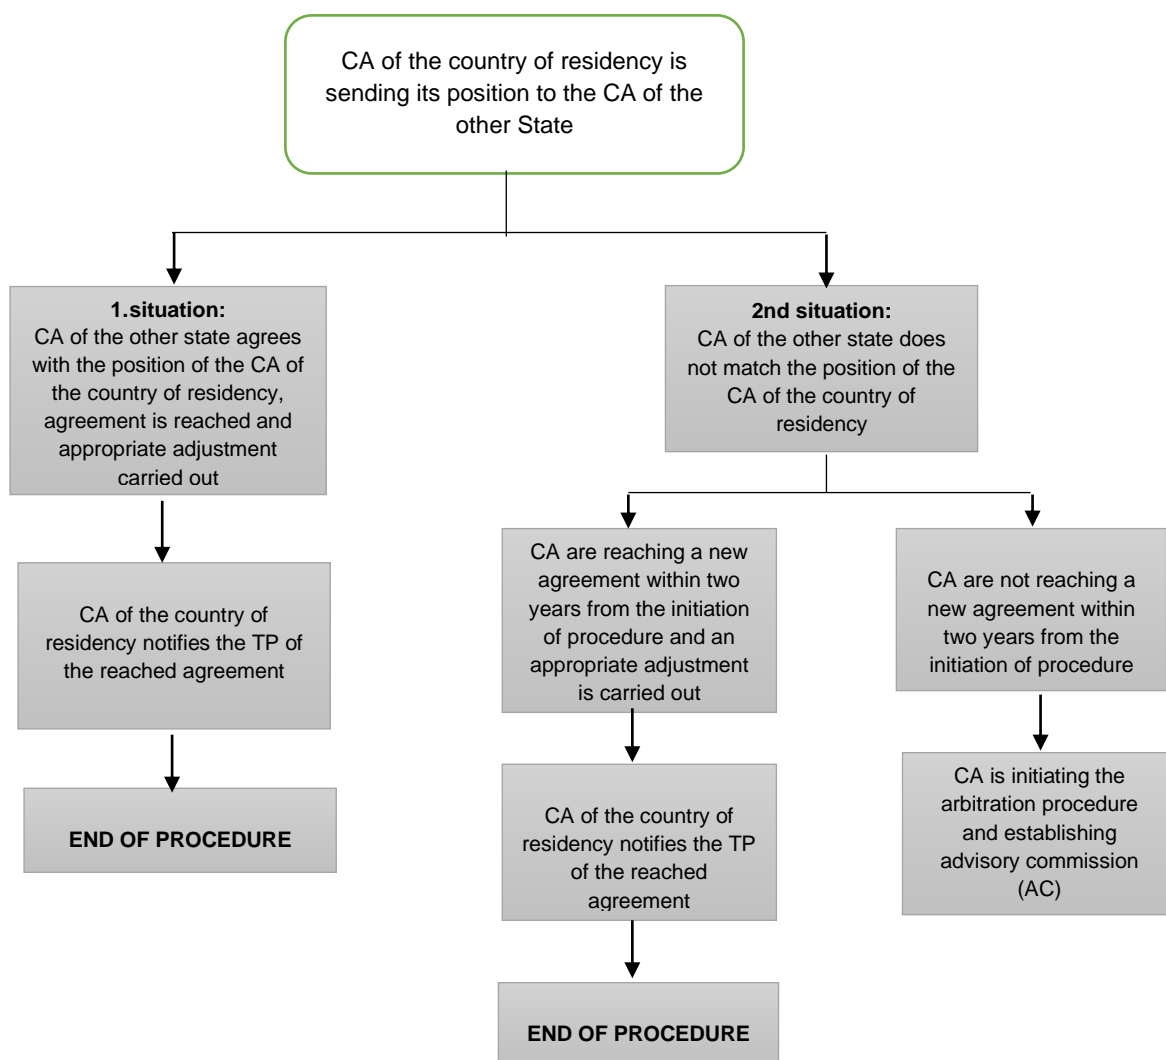 CA of the country of residency is
sending its position to the CA of the
other State
1.situation:
CA of the other state agrees
with the position of the CA of
the country of residency,
agreement is reached and
appropriate adjustment
carried out
2nd situation:
CA of the other state does
not match the position of the
CA of the country of
residency
CA of the country of
residency notifies the TP of
the reached agreement
END OF PROCEDURE
CA are reaching a new
agreement within two
years from the initiation
of procedure and an
appropriate adjustment
is carried out
CA are not reaching a
new agreement within
two years from the
initiation of procedure
CA of the country of
residency notifies the TP
of the reached
agreement
CA is initiating the
arbitration procedure
and establishing
advisory commission
(AC)
END OF PROCEDURE